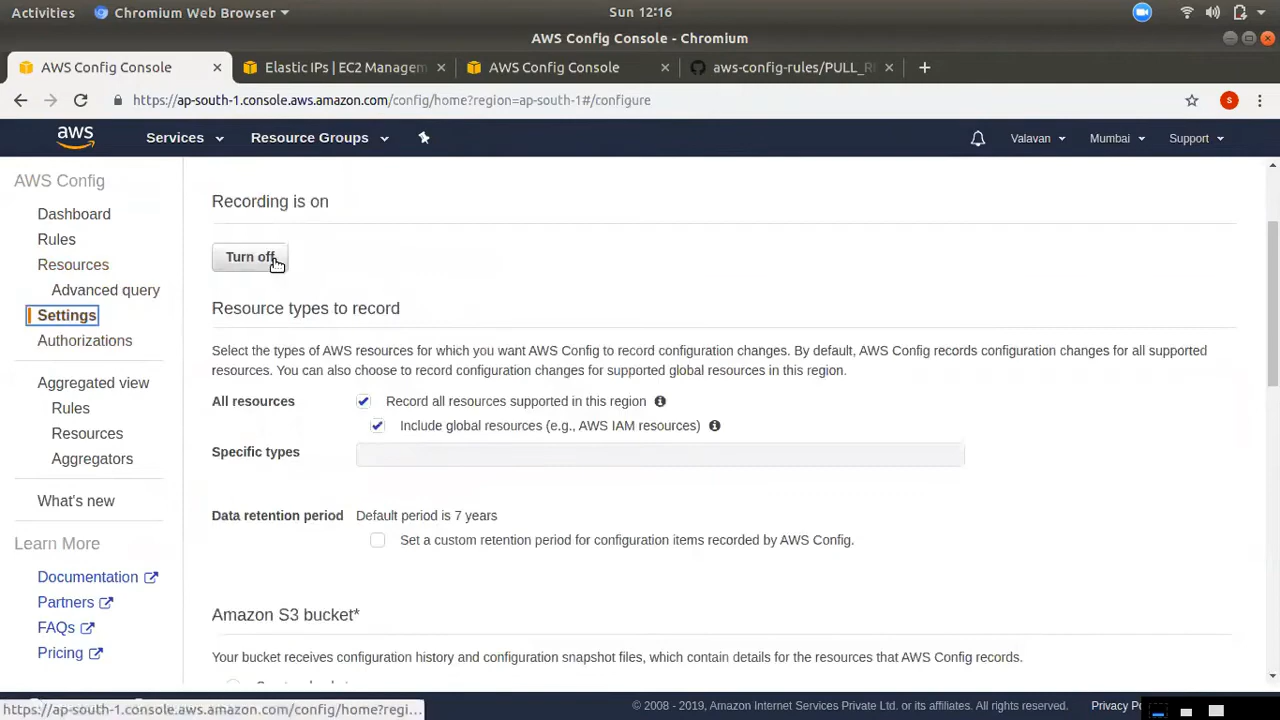 Activities Chromium Web Browser Sun 12:16
AWS Config Console - Chromium
AWS Config Console Elastic IPs | EC2 Managem AWS Config Console aws-config-rules/PULL_RE
https://ap-south-1.console.aws.amazon.com/config/home?region=ap-south-1#/configure S
aws Services Resource Groups Valavan Mumbai Support
AWS Config
Dashboard
Rules
Resources
Advanced query
Settings
Authorizations
Aggregated view
Rules
Resources
Aggregators
What's new
Learn More
Documentation
Partners
FAQs
Pricing
Recording is on
Turn off
Resource types to record
Select the types of AWS resources for which you want AWS Config to record configuration changes. By default, AWS Config records configuration changes for all supported
resources. You can also choose to record configuration changes for supported global resources in this region.
All resources Record all resources supported in this region
Include global resources (e.g., AWS IAM resources)
Specific types
Data retention period Default period is 7 years
Set a custom retention period for configuration items recorded by AWS Config.
Amazon S3 bucket*
Your bucket receives configuration history and configuration snapshot files, which contain details for the resources that AWS Config records.
https://ap-south-1.console.aws.amazon.com/config/home?regi... © 2008 - 2019, Amazon Internet Services Private Ltd. or its affiliates. All rights reserved. Privacy Po